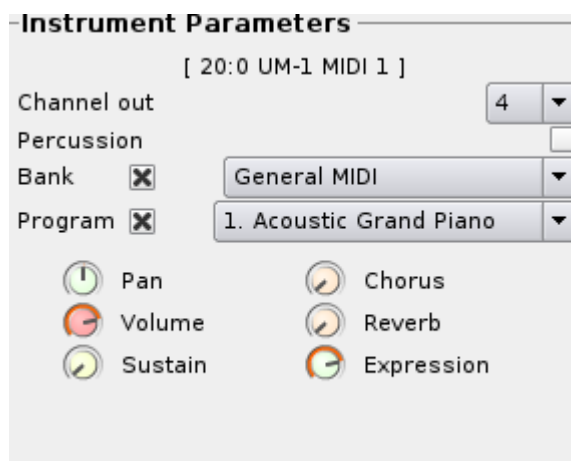 Instrument Parameters
[ 20:0 UM-1 MIDI 1 ]
Channel out 4
Percussion
Bank General MIDI
Program 1. Acoustic Grand Piano
Pan Chorus
Volume Reverb
Sustain Expression